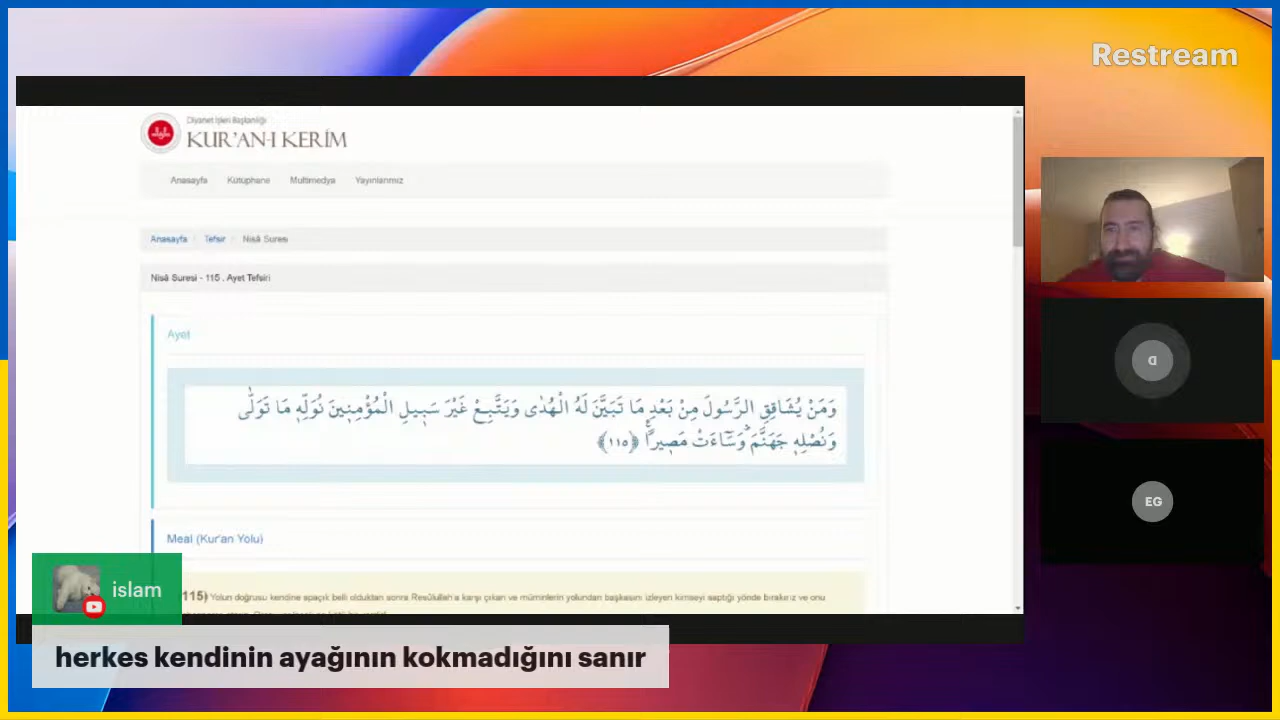 Restream
Diyanet İşleri Başkanlığı
KUR'AN-I KERİM
Anasayfa Kütüphane Multimedya Yayınlarımız
Anasayfa / Tefsir / Nisâ Suresi
Nisâ Suresi - 115 . Ayet Tefsiri
Ayet
وَمَنْ يُشَاقِقِ الرَّسُولَ مِنْ بَعْدِ مَا تَبَيَّنَ لَهُ الْهُدٰى وَيَتَّبِـعْ غَيْرَ سَب۪يلِ الْمُؤْمِن۪ينَ نُوَلِّه۪ مَا تَوَلّٰى
وَنُصْلِه۪ جَهَنَّمَۜ وَسَٓاءَتْ مَص۪يراً۟ ﴿١١٥﴾
Meal (Kur'an Yolu)
115) Yolun doğrusu kendine apaçık belli olduktan sonra Resûlullah'a karşı çıkan ve müminlerin yolundan başkasını izleyen kimseyi saptığı yönde bırakırız ve onu
islam
herkes kendinin ayağının kokmadığını sanır
EG